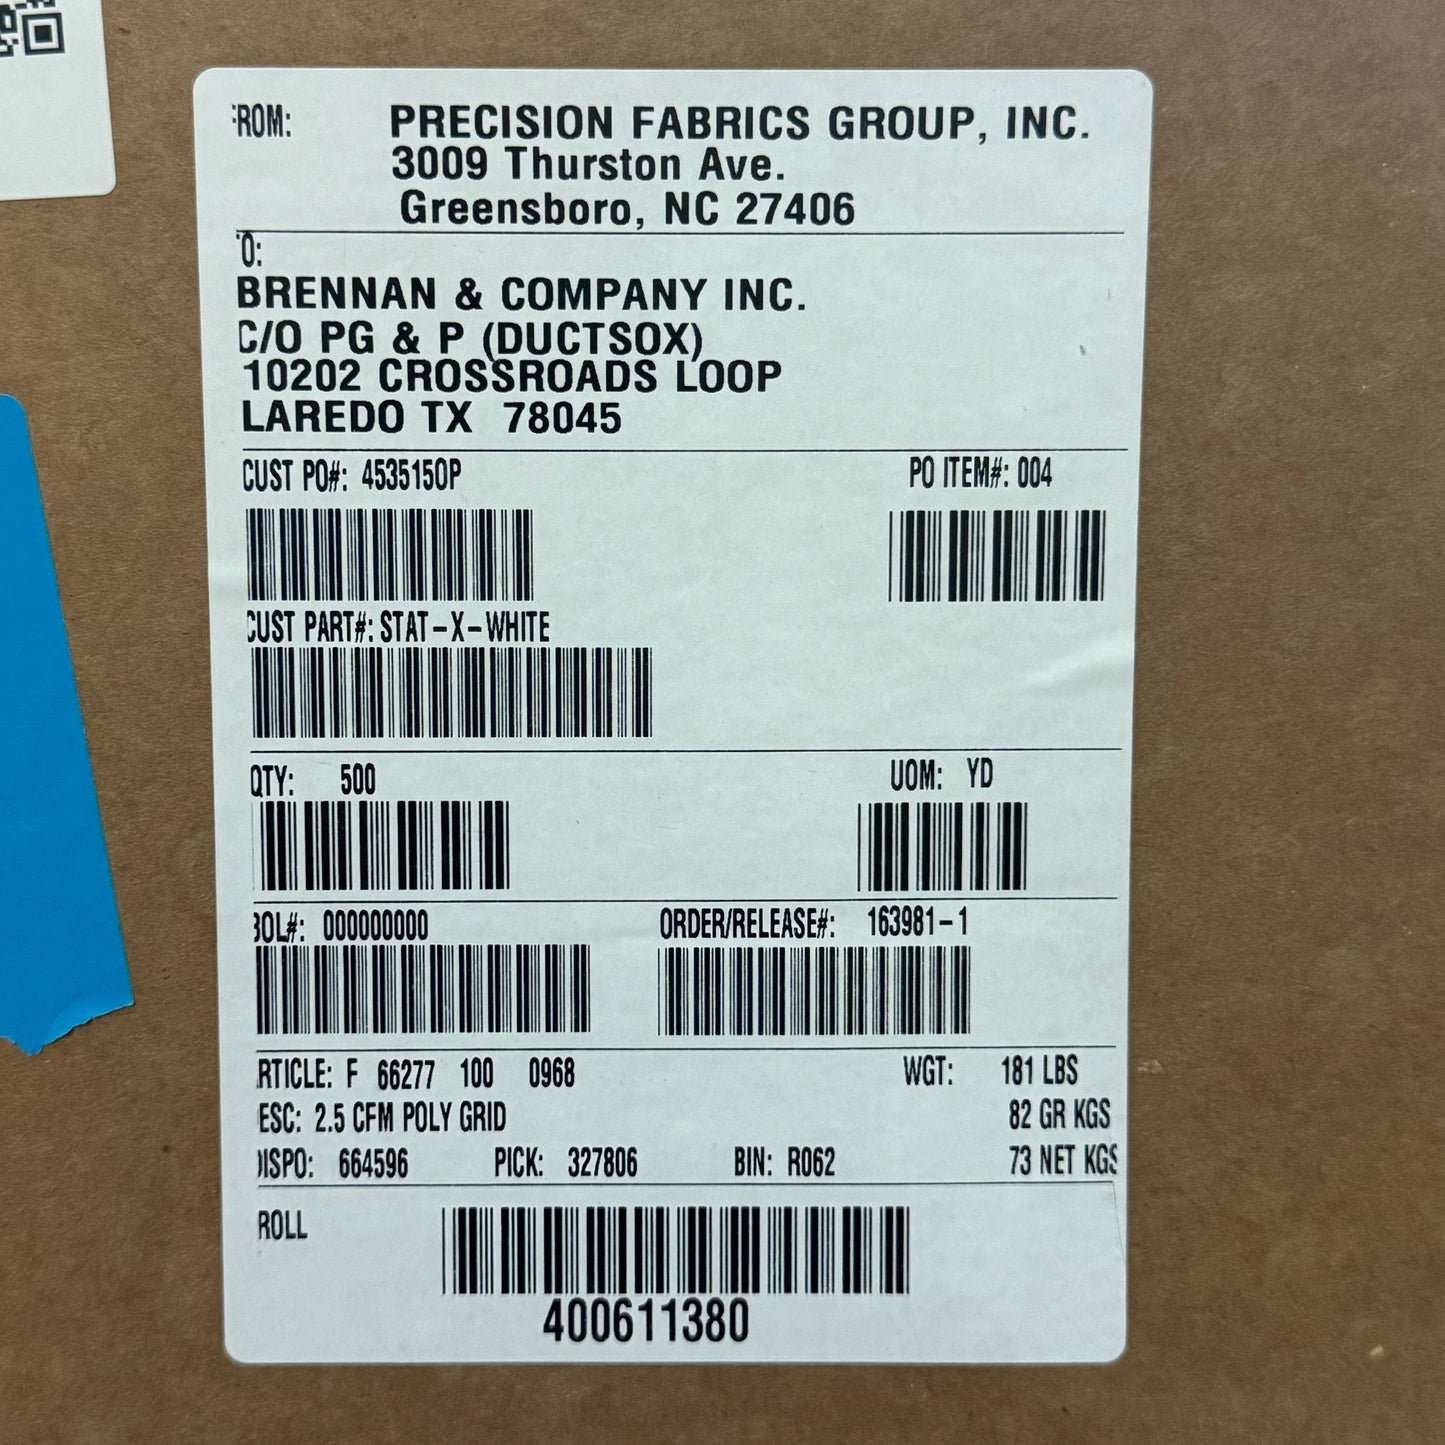 FROM: PRECISION FABRICS GROUP, INC.
3009 Thurston Ave.
Greensboro, NC 27406
TO:
BRENNAN & COMPANY INC.
C/O PG & P (DUCTSOX)
10202 CROSSROADS LOOP
LAREDO TX 78045
CUST PO#: 453515OP PO ITEM#: 004
CUST PART#: STAT-X-WHITE
QTY: 500 UOM: YD
BOL#: 000000000 ORDER/RELEASE#: 163981-1
RTICLE: F 66277 100 0968 WGT: 181 LBS
ESC: 2.5 CFM POLY GRID 82 GR KGS
DISPO: 664596 PICK: 327806 BIN: R062 73 NET KGS
ROLL
400611380